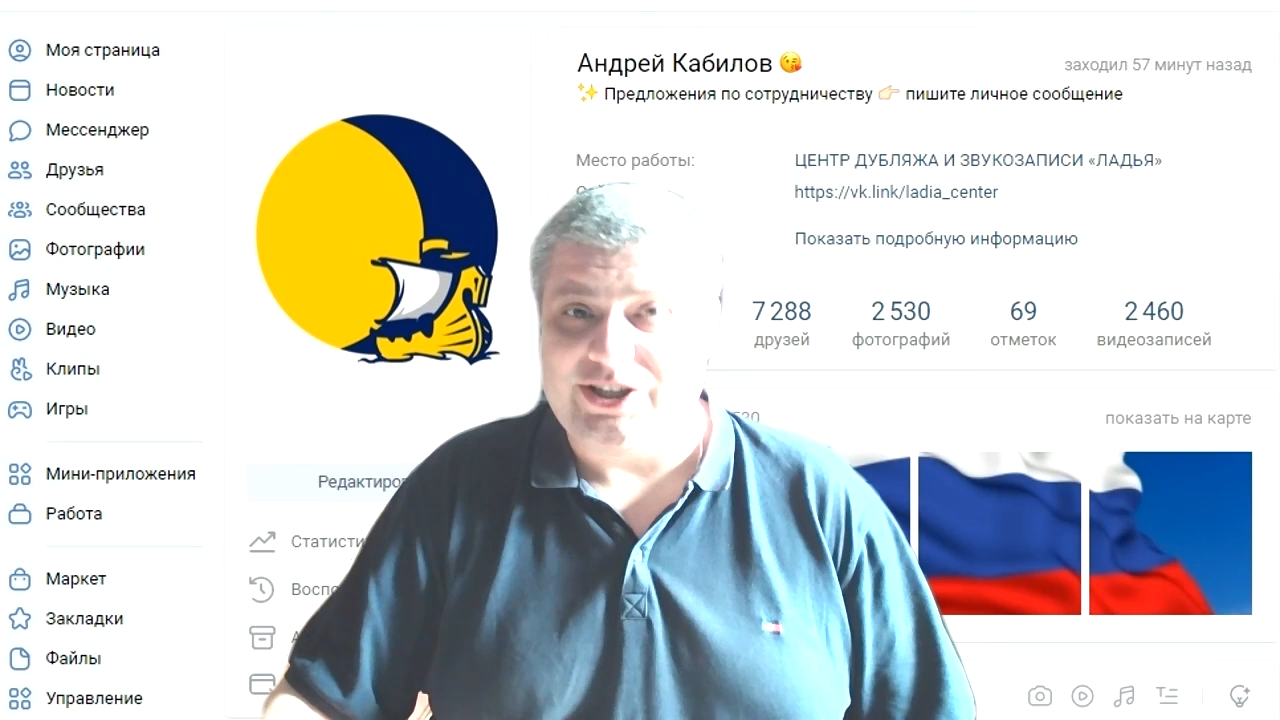 Моя страница
Новости
Мессенджер
Друзья
Сообщества
Фотографии
Музыка
Видео
Клипы
Игры
Мини-приложения
Работа
Маркет
Закладки
Файлы
Управление
Андрей Кабилов 😘
заходил 57 минут назад
✨ Предложения по сотрудничеству 👉 пишите личное сообщение
Место работы:
ЦЕНТР ДУБЛЯЖА И ЗВУКОЗАПИСИ «ЛАДЬЯ»
https://vk.link/ladia_center
Показать подробную информацию
7 288 2 530 69 2 460
друзей фотографий отметок видеозаписей
показать на карте